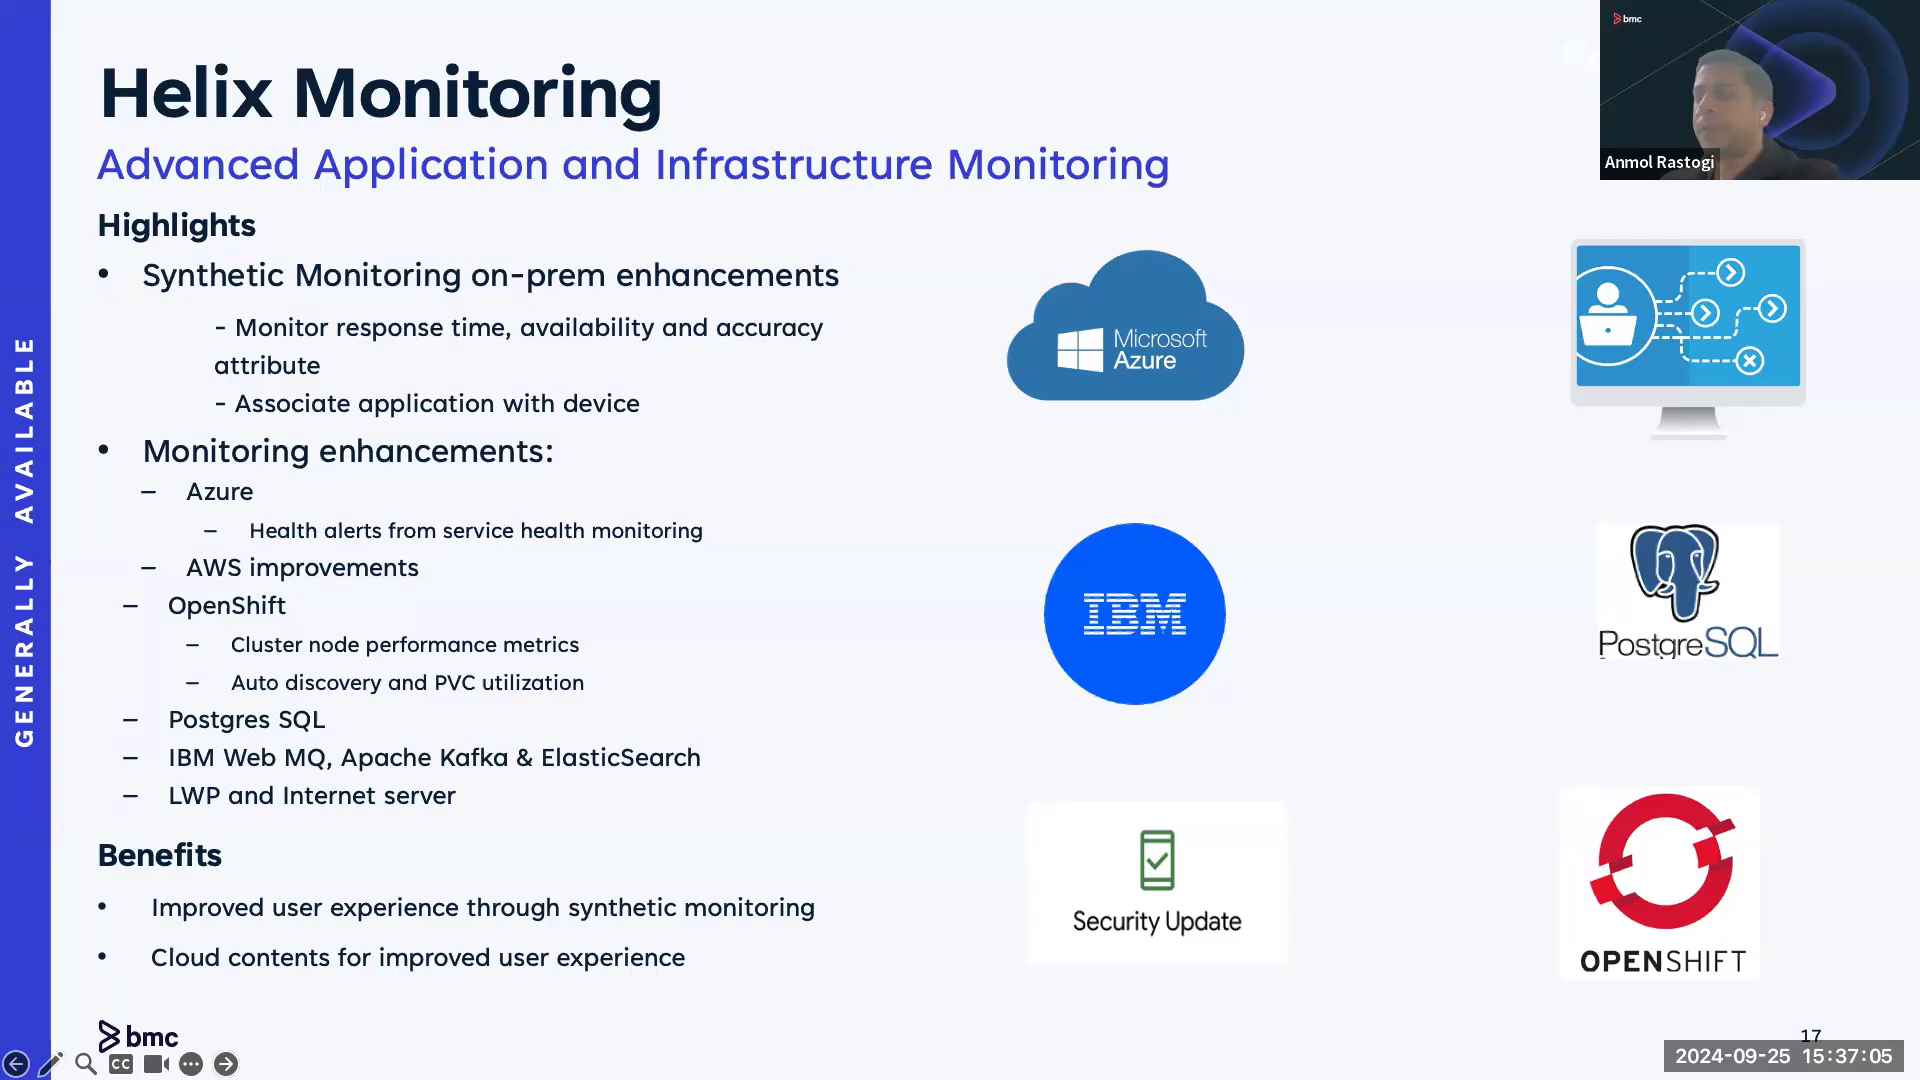 bmc
Helix Monitoring
Advanced Application and Infrastructure Monitoring
Anmol Rastogi
Highlights
• Synthetic Monitoring on-prem enhancements
- Monitor response time, availability and accuracy
attribute
- Associate application with device
• Monitoring enhancements:
– Azure
– Health alerts from service health monitoring
– AWS improvements
– OpenShift
– Cluster node performance metrics
– Auto discovery and PVC utilization
– Postgres SQL
– IBM Web MQ, Apache Kafka & ElasticSearch
– LWP and Internet server
Benefits
• Improved user experience through synthetic monitoring
• Cloud contents for improved user experience
GENERALLY AVAILABLE
Microsoft
Azure
IBM
PostgreSQL
Security Update
OPENSHIFT
bmc
17
CC
2024-09-25 15:37:05